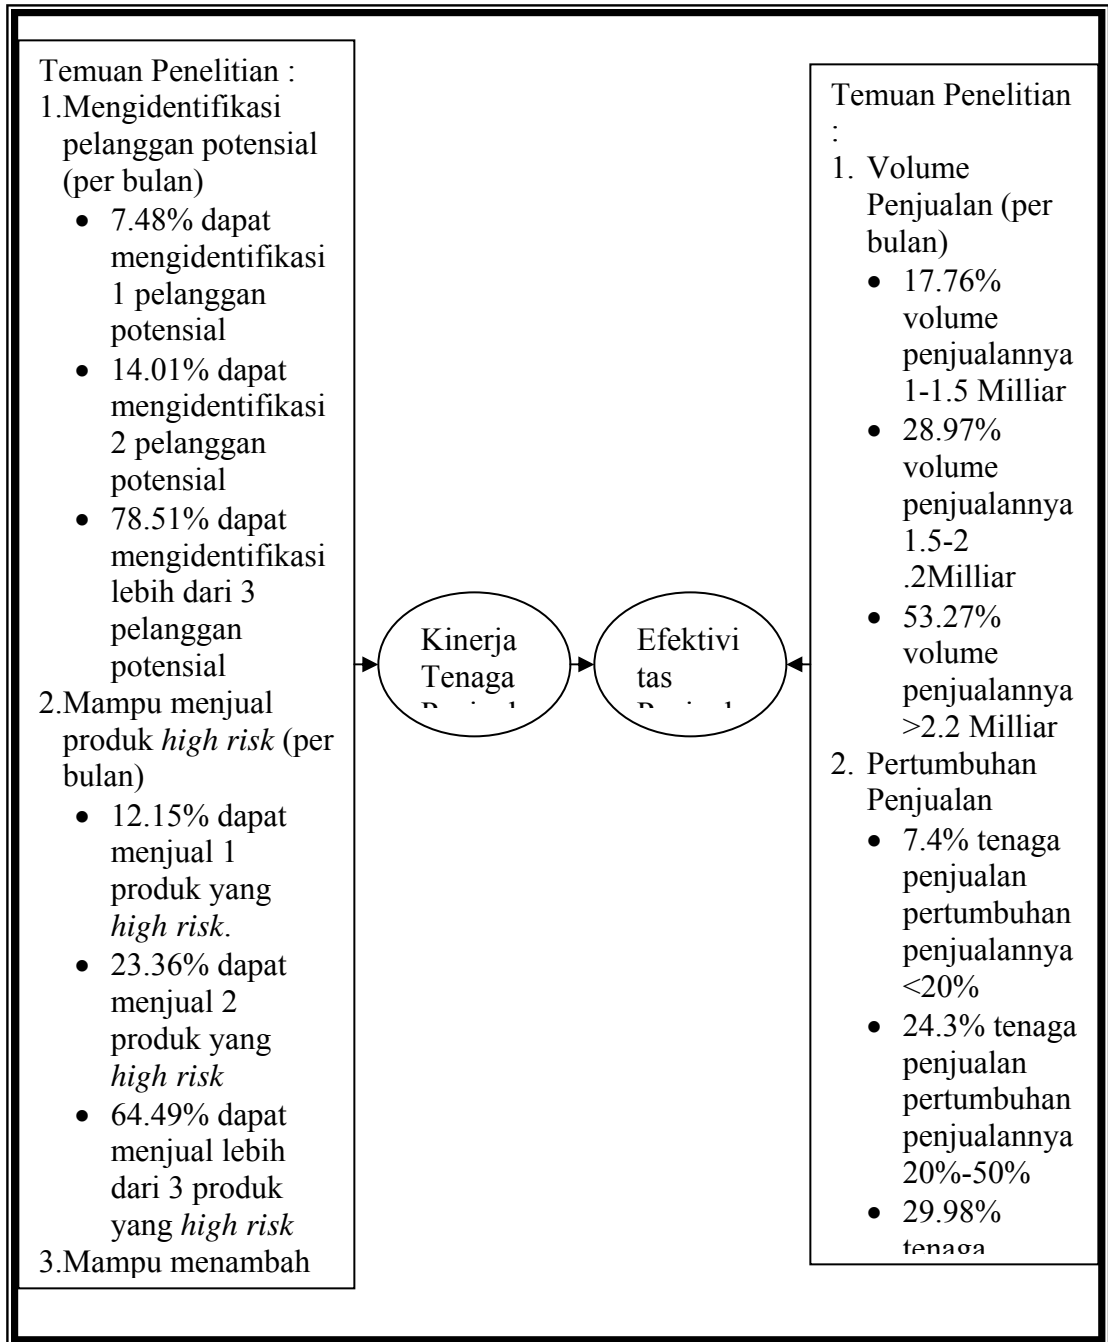 Temuan Penelitian :
1.Mengidentifikasi
pelanggan potensial
(per bulan)
• 7.48% dapat
mengidentifikasi
1 pelanggan
potensial
• 14.01% dapat
mengidentifikasi
2 pelanggan
potensial
• 78.51% dapat
mengidentifikasi
lebih dari 3
pelanggan
potensial
2.Mampu menjual
produk high risk (per
bulan)
• 12.15% dapat
menjual 1
produk yang
high risk.
• 23.36% dapat
menjual 2
produk yang
high risk
• 64.49% dapat
menjual lebih
dari 3 produk
yang high risk
3.Mampu menambah
Kinerja
Tenaga
Efektivi
tas
Temuan Penelitian
:
1. Volume
Penjualan (per
bulan)
• 17.76%
volume
penjualannya
1-1.5 Milliar
• 28.97%
volume
penjualannya
1.5-2
.2Milliar
• 53.27%
volume
penjualannya
>2.2 Milliar
2. Pertumbuhan
Penjualan
• 7.4% tenaga
penjualan
pertumbuhan
penjualannya
<20%
• 24.3% tenaga
penjualan
pertumbuhan
penjualannya
20%-50%
• 29.98%
tenaga